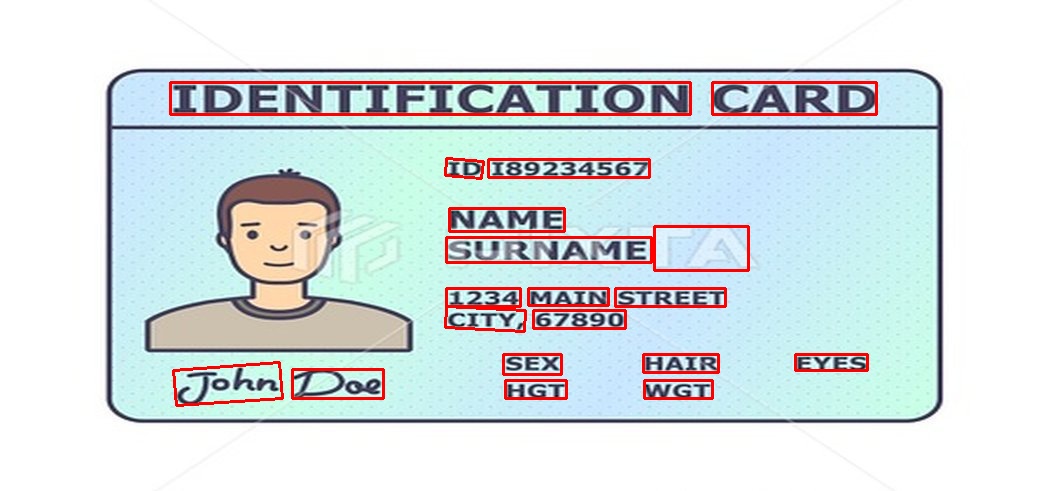 IDENTIFICATION CARD
ID I89234567
NAME
SURNAME
1234 MAIN STREET
CITY, 67890
SEX HAIR EYES
HGT WGT
John Doe